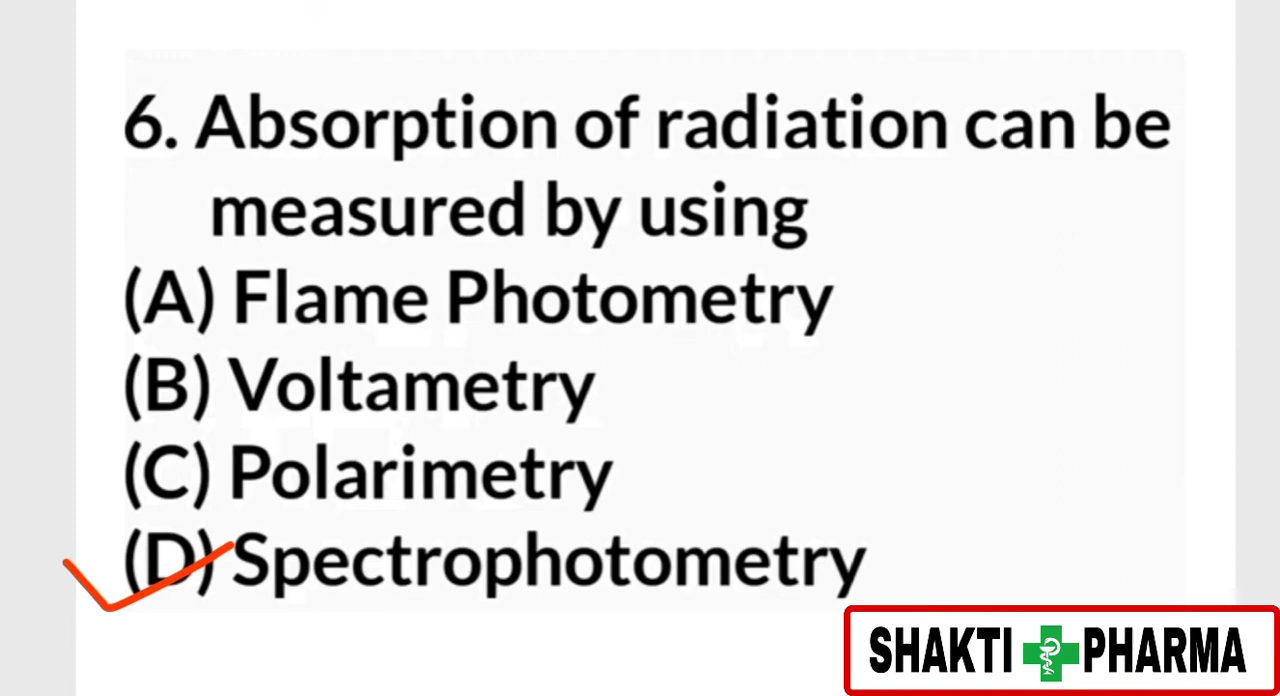 6. Absorption of radiation can be
measured by using
(A) Flame Photometry
(B) Voltametry
(C) Polarimetry
(D) Spectrophotometry
SHAKTI PHARMA